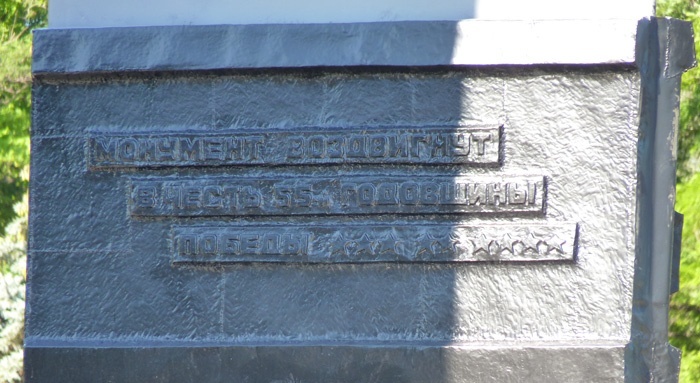 МОНУМЕНТ ВОЗДВИГНУТ
В ЧЕСТЬ 55 ГОДОВЩИНЫ
ПОБЕДЫ